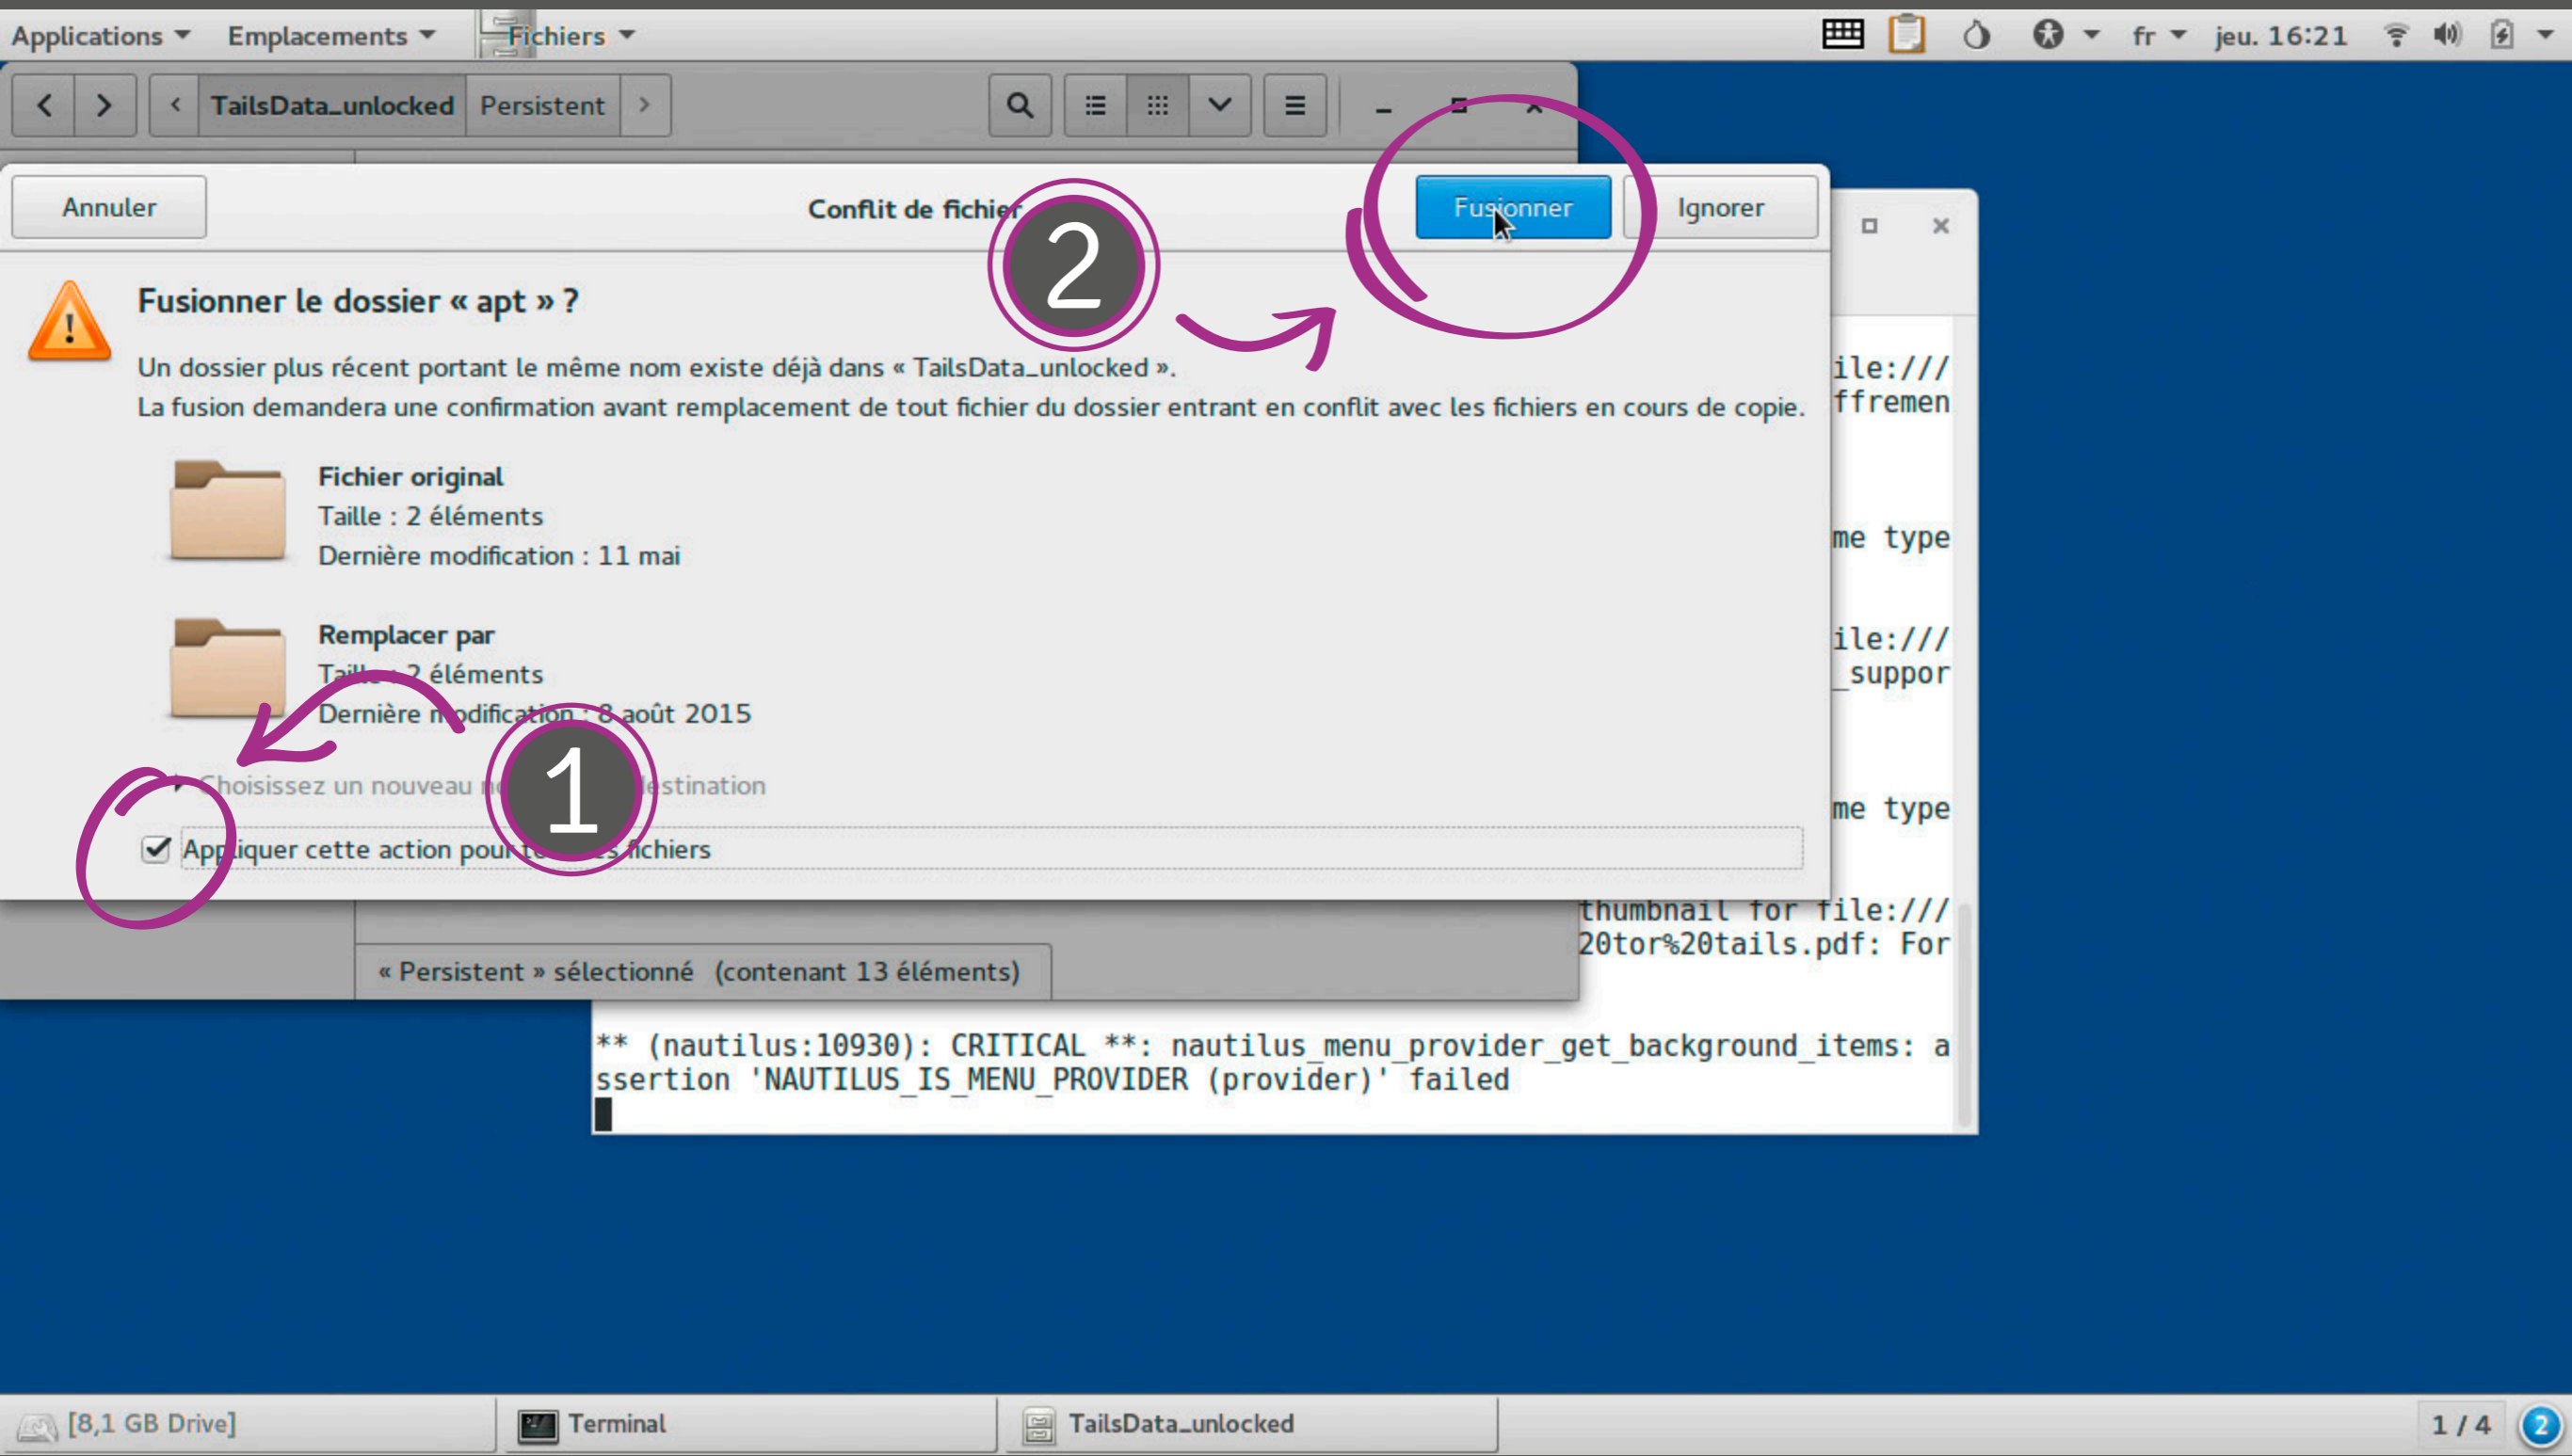 Applications Emplacements Fichiers fr jeu. 16:21
TailsData_unlocked Persistent
Annuler Conflit de fichier Fusionner Ignorer
2
Fusionner le dossier « apt » ?
Un dossier plus récent portant le même nom existe déjà dans « TailsData_unlocked ».
La fusion demandera une confirmation avant remplacement de tout fichier du dossier entrant en conflit avec les fichiers en cours de copie.
ile:///
ffremen
Fichier original
Taille : 2 éléments
Dernière modification : 11 mai
me type
Remplacer par
Taille : 2 éléments
Dernière modification : 8 août 2015
ile:///
_suppor
1
Choisissez un nouveau estination
me type
Appliquer cette action pour fichiers
thumbnail for file:///
20tor%20tails.pdf: For
« Persistent » sélectionné (contenant 13 éléments)
** (nautilus:10930): CRITICAL **: nautilus_menu_provider_get_background_items: a
ssertion 'NAUTILUS_IS_MENU_PROVIDER (provider)' failed
[8,1 GB Drive] Terminal TailsData_unlocked 1 / 4 2